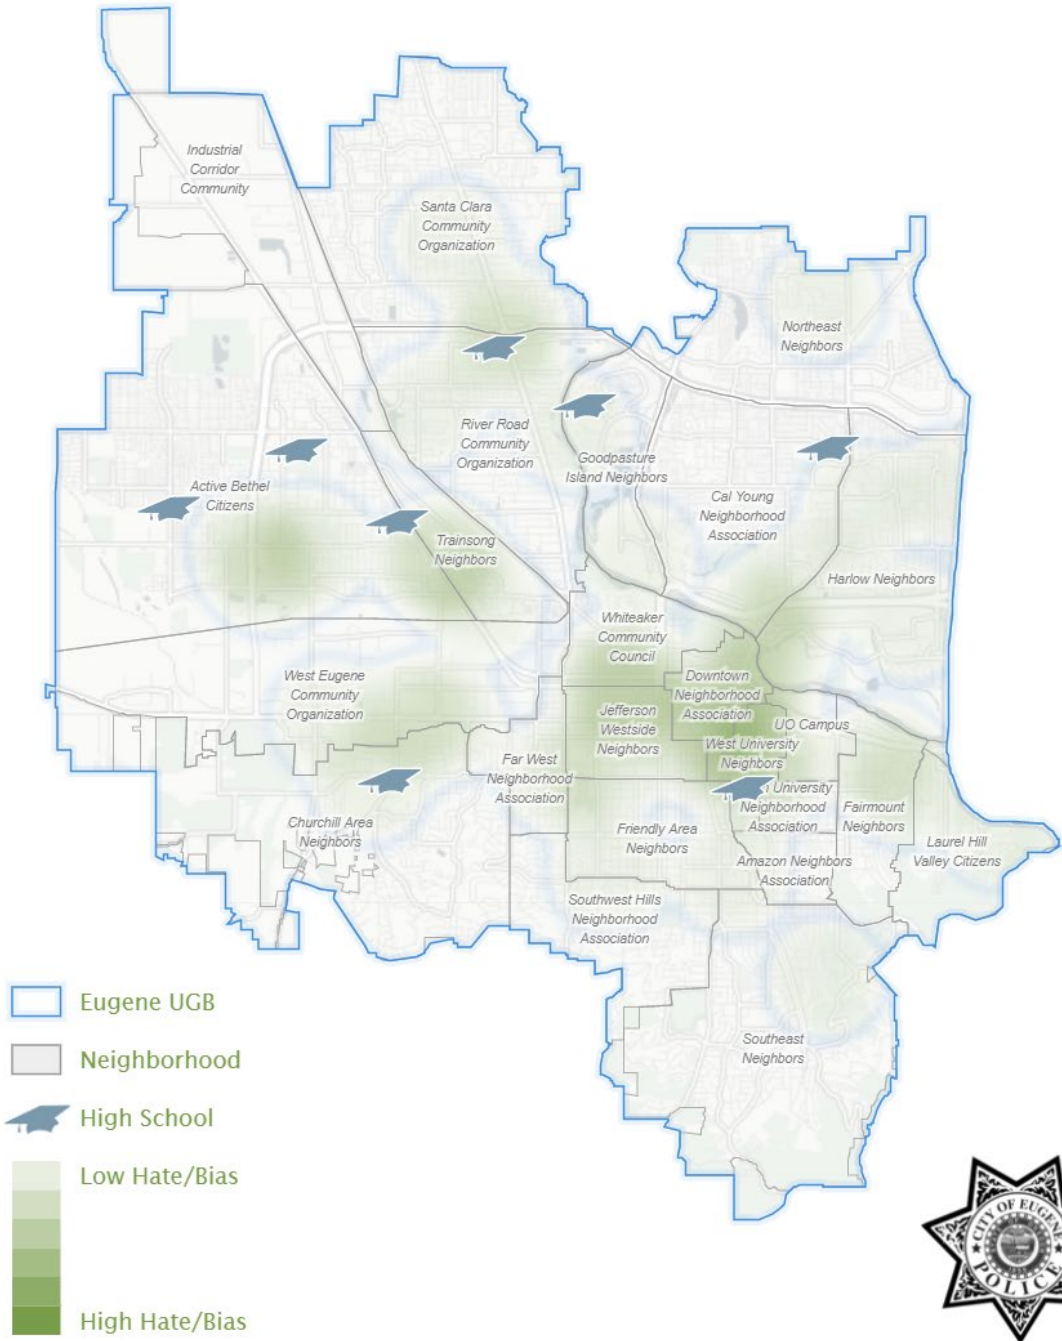 Industrial
Corridor
Community
Santa Clara
Community
Organization
Northeast
Neighbors
River Road
Community
Organization
Goodpasture
Island Neighbors
Active Bethel
Citizens
Cal Young
Neighborhood
Association
Trainsong
Neighbors
Harlow Neighbors
Whiteaker
Community
Council
West Eugene
Community
Organization
Downtown
Neighborhood
Association
Jefferson
Westside
Neighbors
UO Campus
West University
Neighbors
Far West
Neighborhood
Association
University
Neighborhood
Association
Fairmount
Neighbors
Churchill Area
Neighbors
Friendly Area
Neighbors
Laurel Hill
Valley Citizens
Amazon Neighbors
Association
Southwest Hills
Neighborhood
Association
Southeast
Neighbors
Eugene UGB
Neighborhood
High School
Low Hate/Bias
High Hate/Bias
CITY OF EUGENE
POLICE